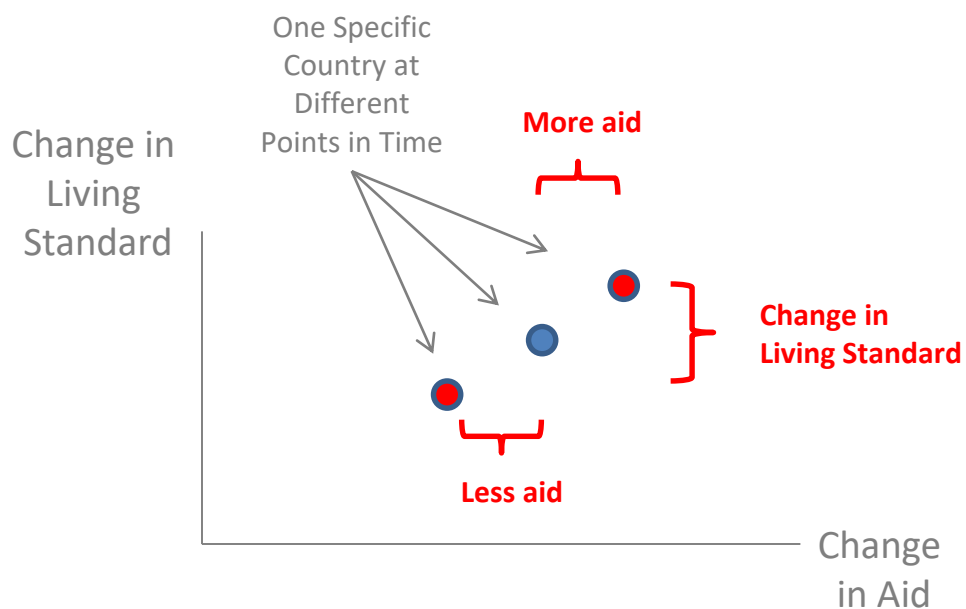 One Specific
Country at
Different
Points in Time
More aid
Change in
Living
Standard
Change in
Living Standard
Less aid
Change
in Aid